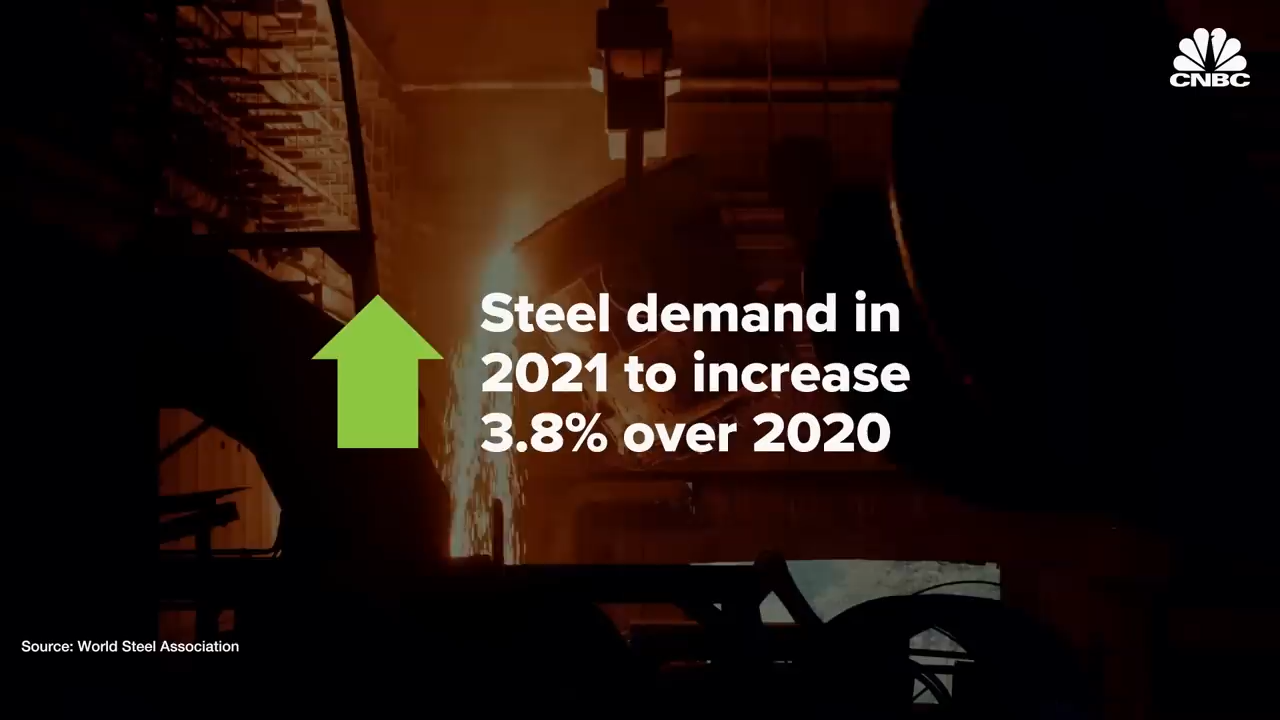 CNBC
Steel demand in
2021 to increase
3.8% over 2020
Source: World Steel Association